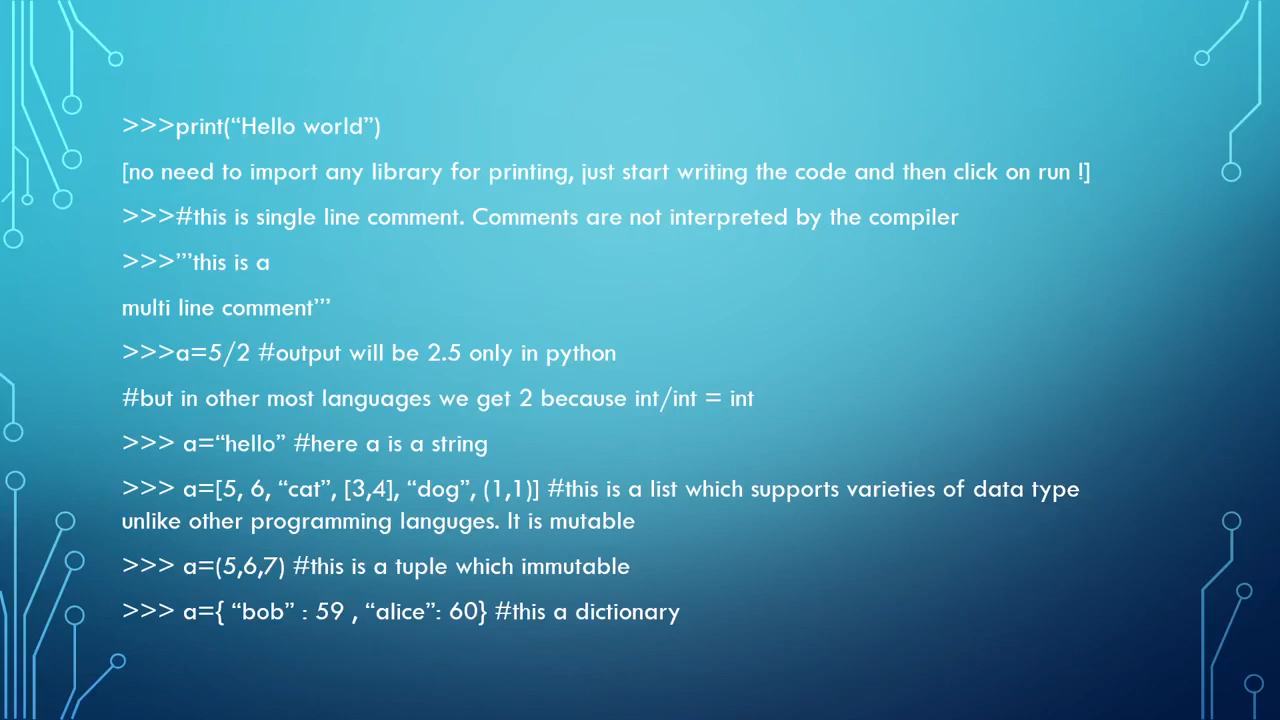 >>>print(“Hello world”)
[no need to import any library for printing, just start writing the code and then click on run !]
>>>#this is single line comment. Comments are not interpreted by the compiler
>>>’’’this is a
multi line comment’’’
>>>a=5/2 #output will be 2.5 only in python
#but in other most languages we get 2 because int/int = int
>>> a=“hello” #here a is a string
>>> a=[5, 6, “cat”, [3,4], “dog”, (1,1)] #this is a list which supports varieties of data type
unlike other programming languges. It is mutable
>>> a=(5,6,7) #this is a tuple which immutable
>>> a={ “bob” : 59 , “alice”: 60} #this a dictionary